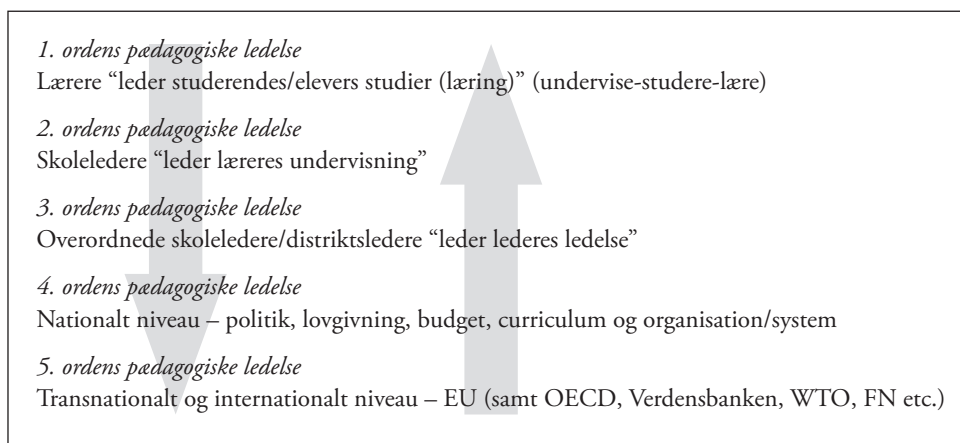 1. ordens pædagogiske ledelse
Lærere “leder studerendes/elevers studier (læring)” (undervise-studere-lære)
2. ordens pædagogiske ledelse
Skoleledere “leder læreres undervisning”
3. ordens pædagogiske ledelse
Overordnede skoleledere/distriktsledere “leder lederes ledelse”
4. ordens pædagogiske ledelse
Nationalt niveau – politik, lovgivning, budget, curriculum og organisation/system
5. ordens pædagogiske ledelse
Transnationalt og internationalt niveau – EU (samt OECD, Verdensbanken, WTO, FN etc.)